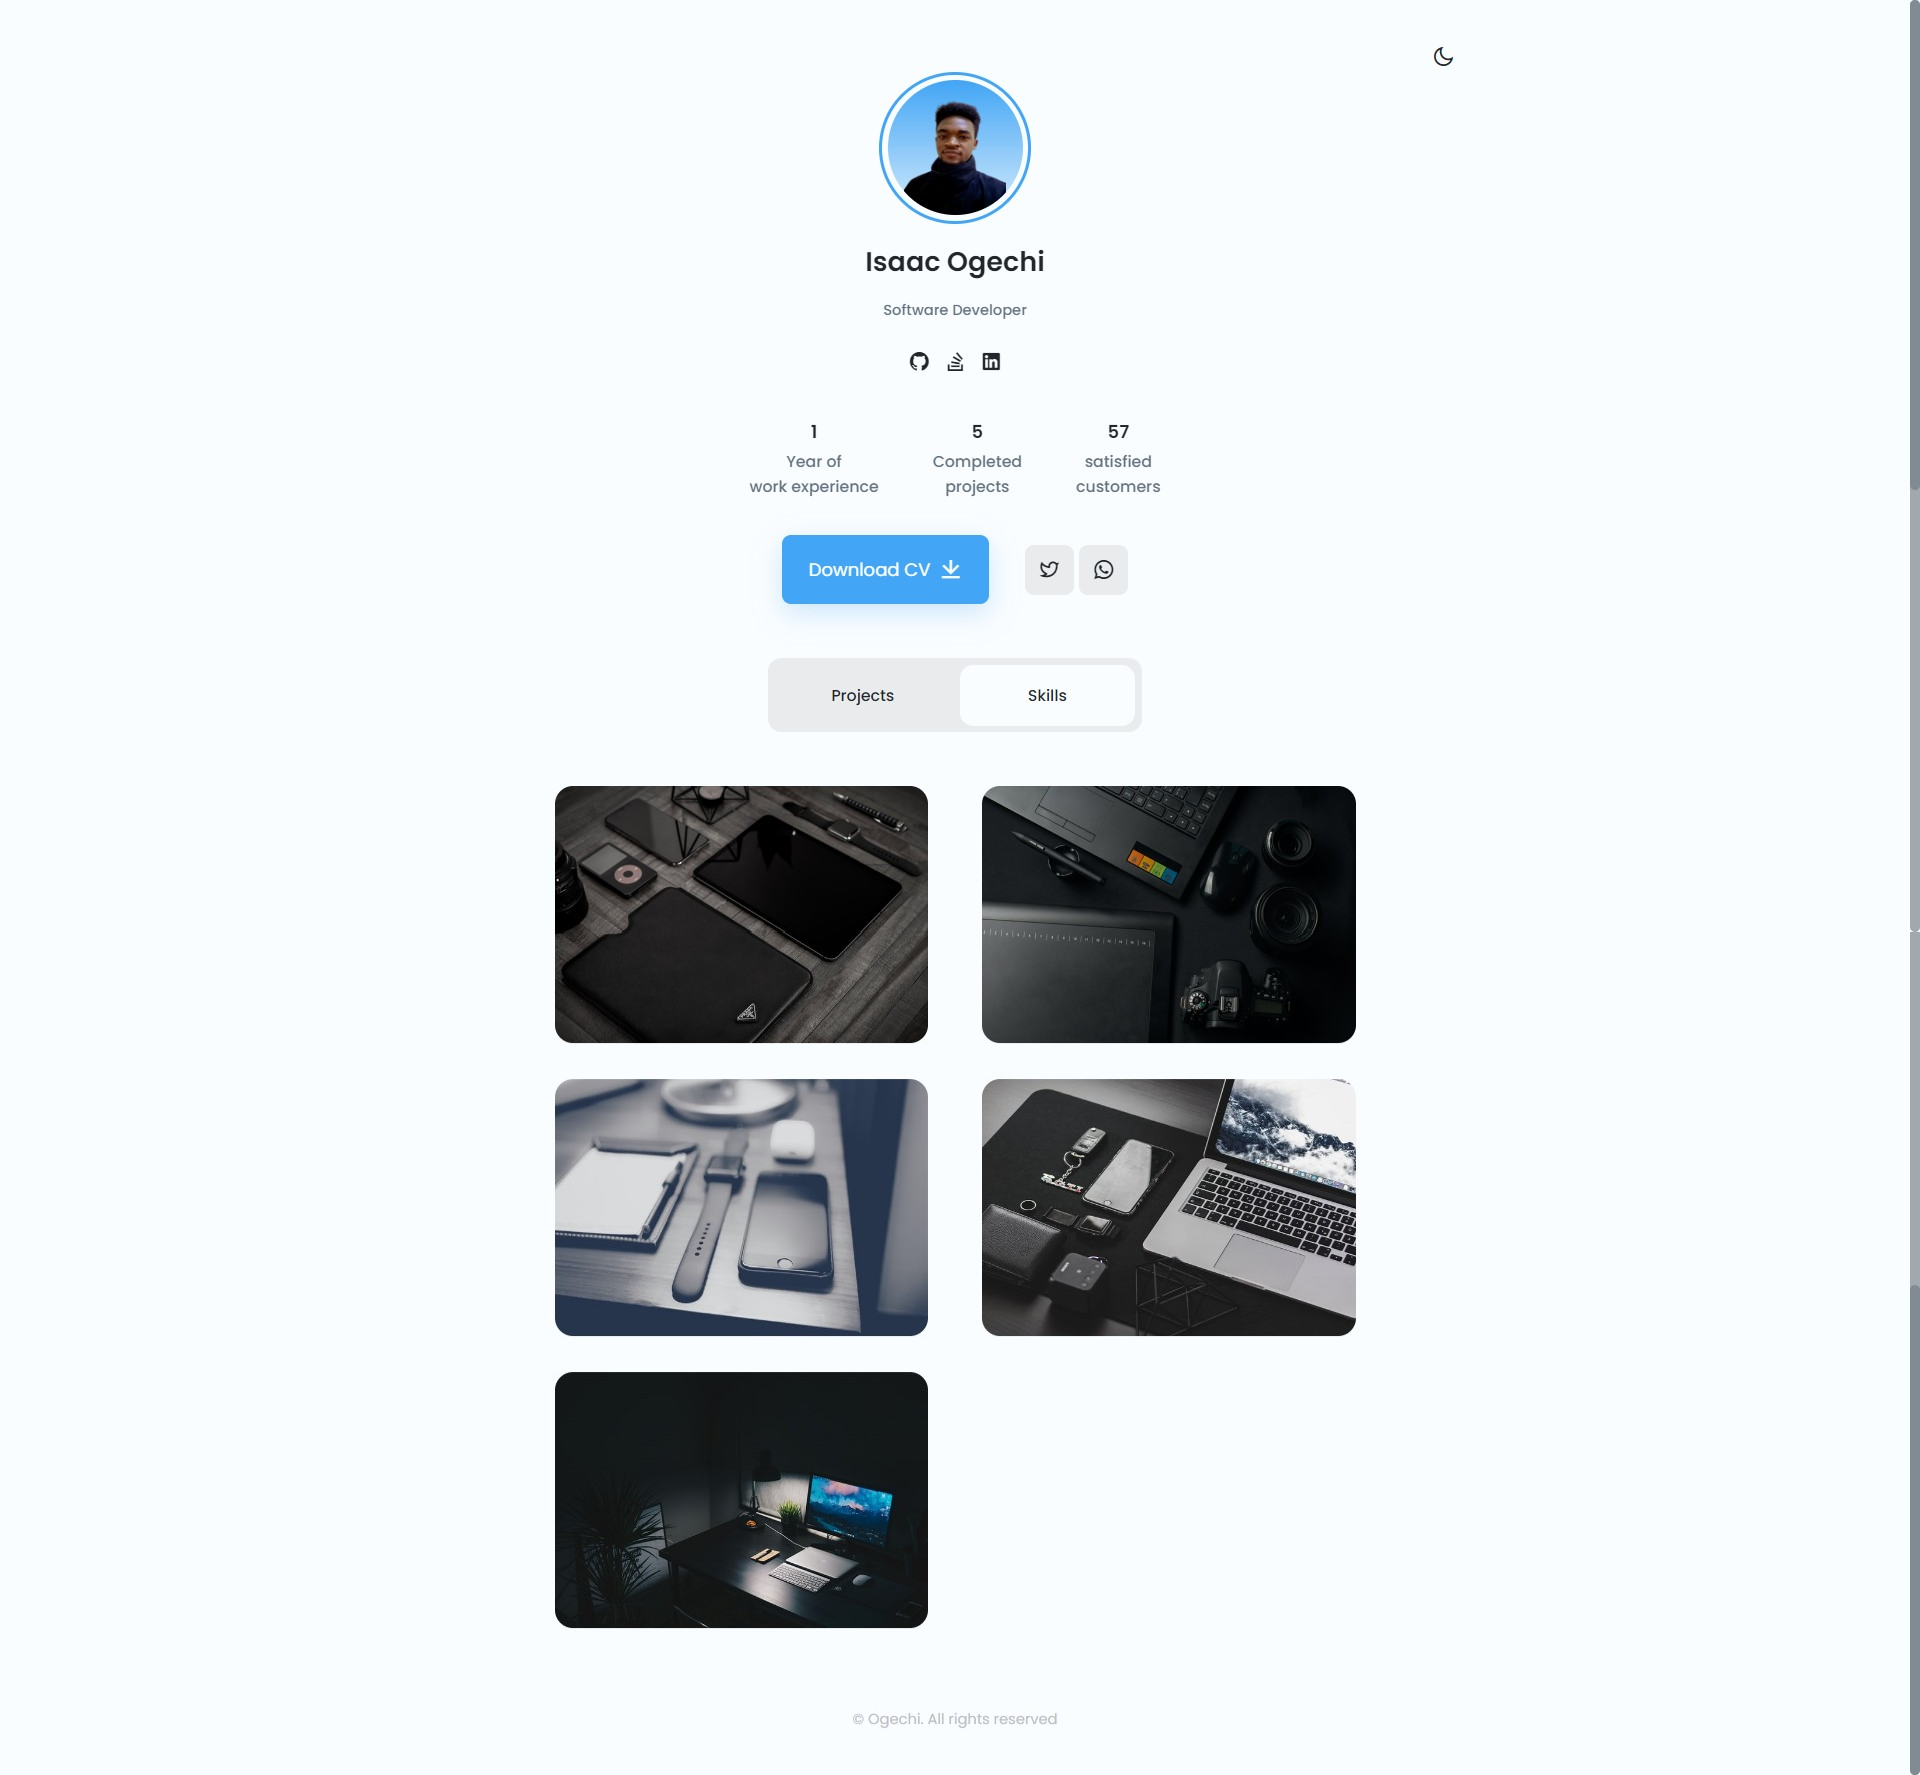 Isaac Ogechi
Software Developer
1
Year of
work experience
5
Completed
projects
57
satisfied
customers
Download CV
Projects
Skills
© Ogechi. All rights reserved